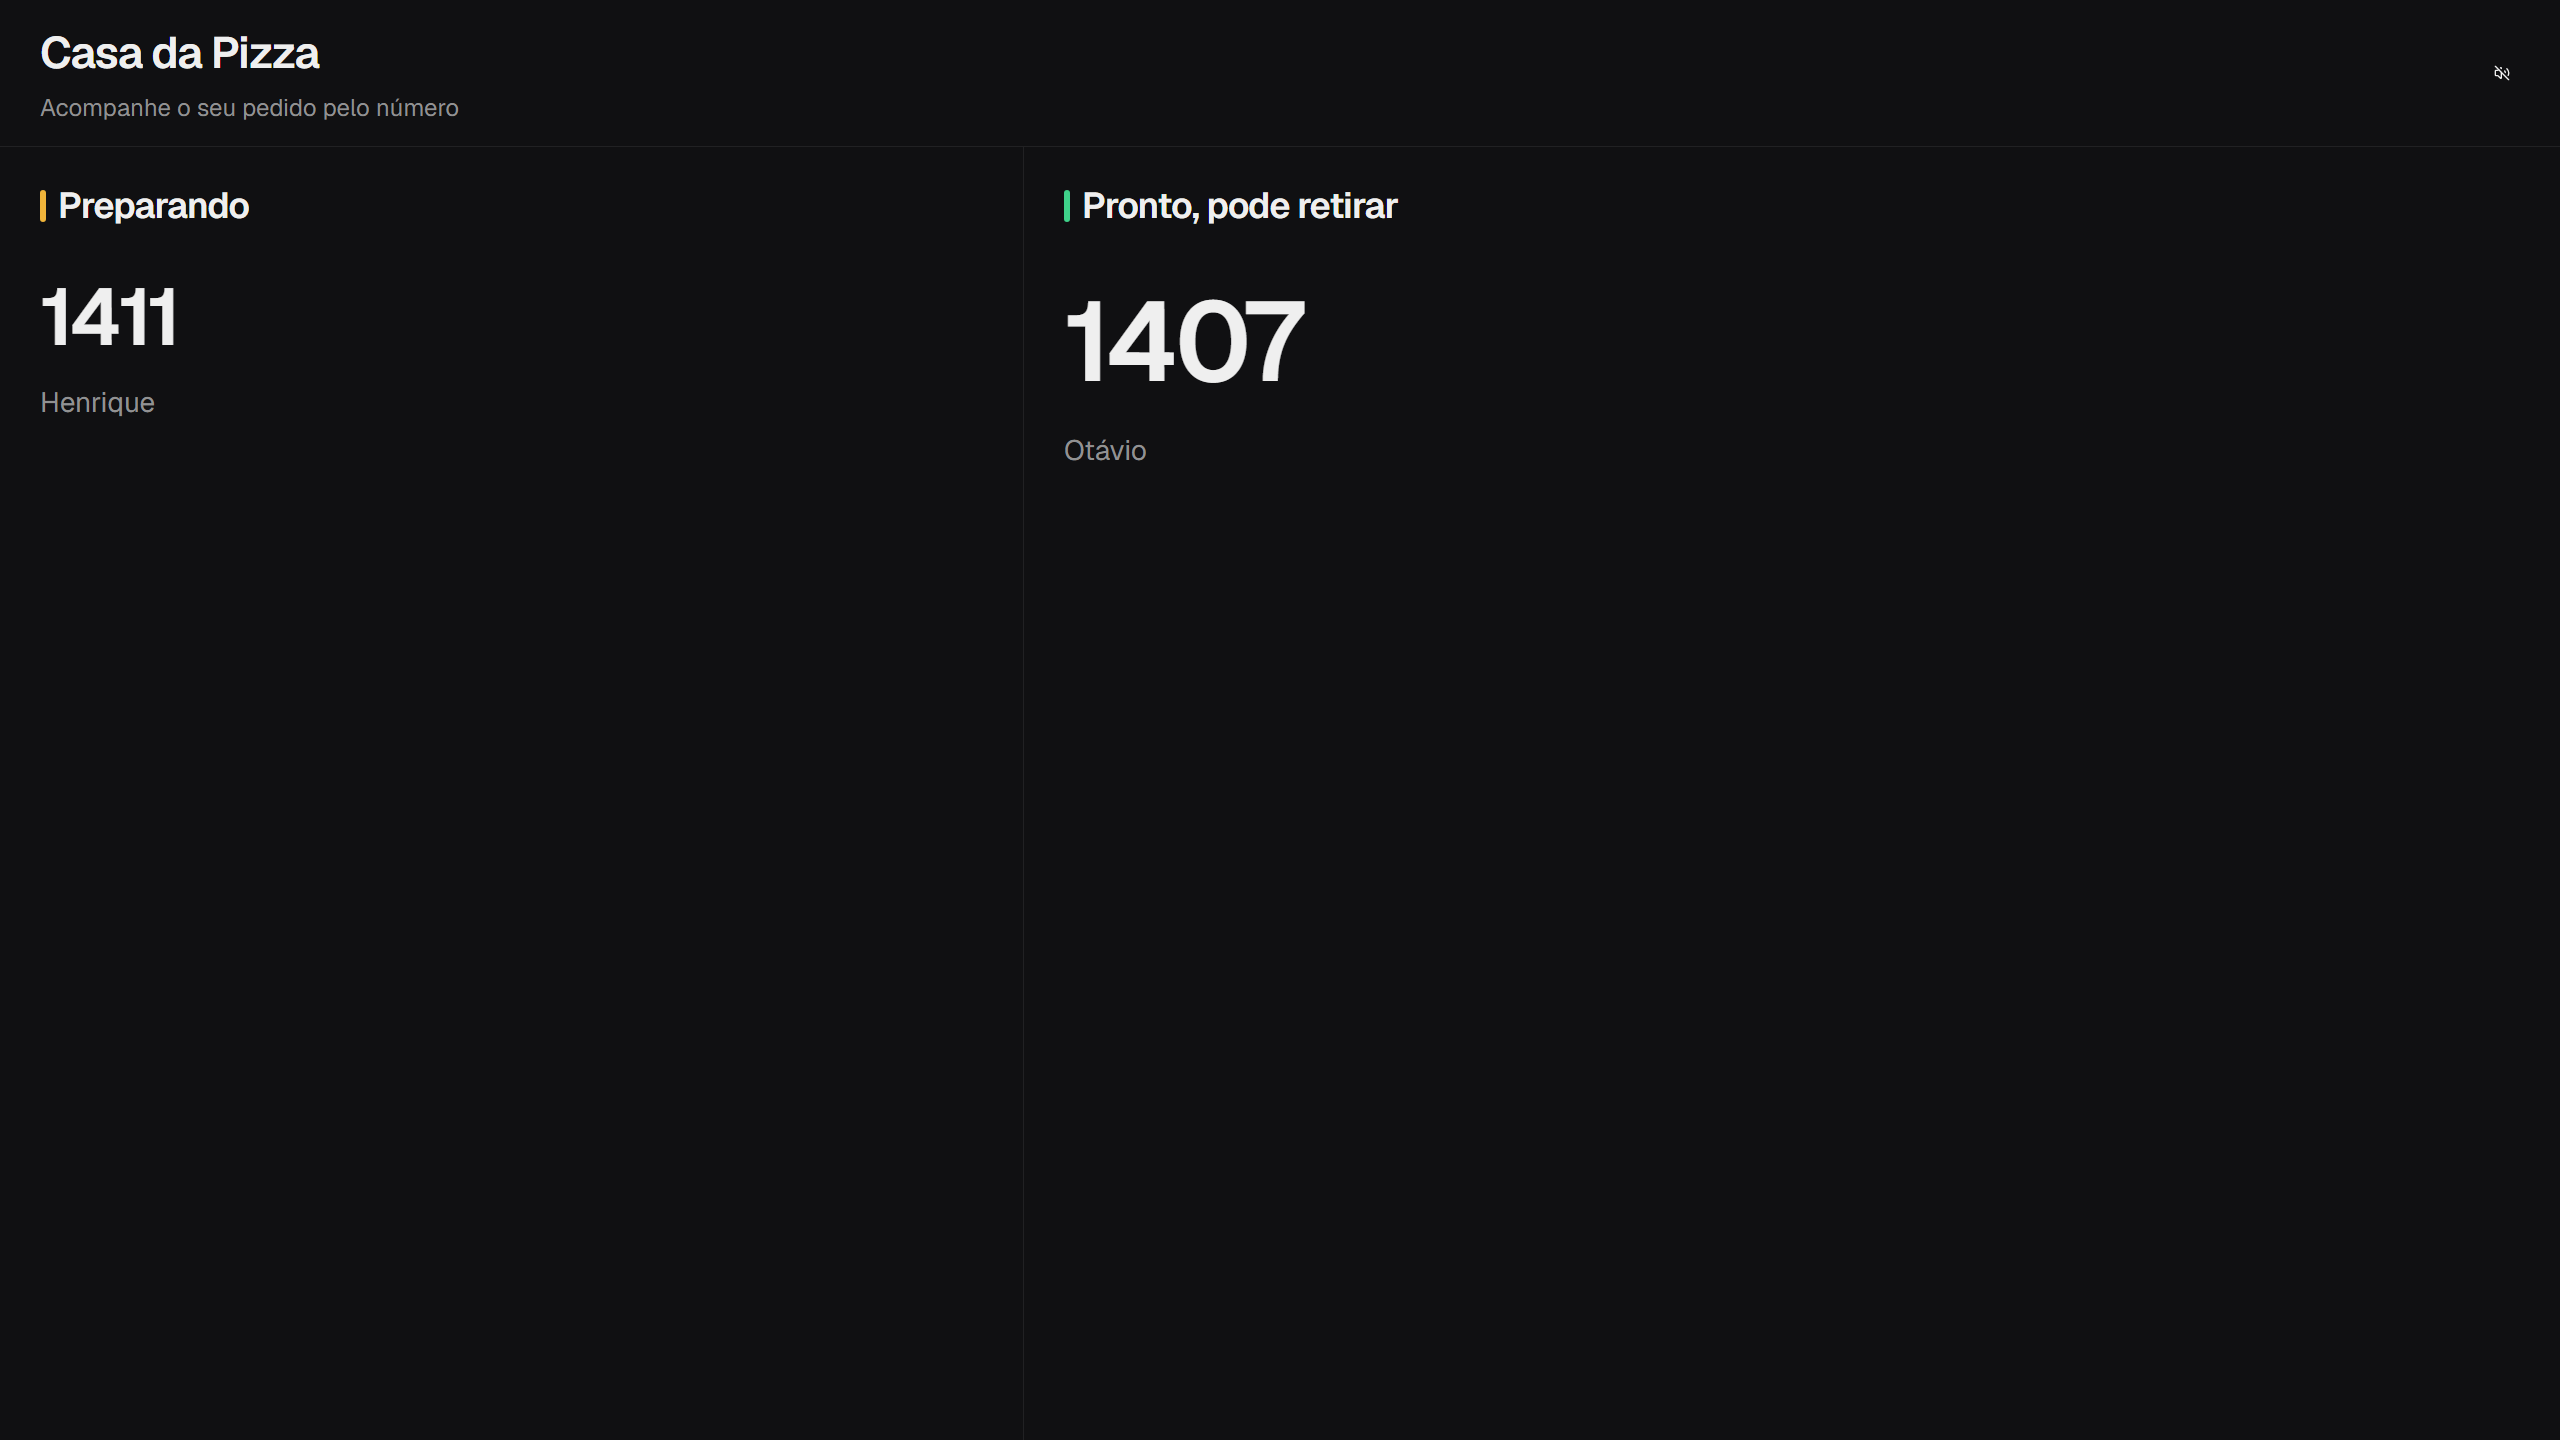 Casa da Pizza
Acompanhe o seu pedido pelo número
Preparando
1411
Henrique
Pronto, pode retirar
1407
Otávio